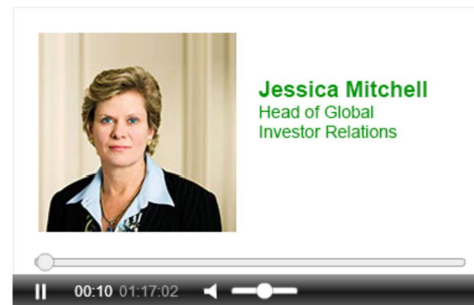 Jessica Mitchell
Head of Global
Investor Relations
00:10 01:17:02